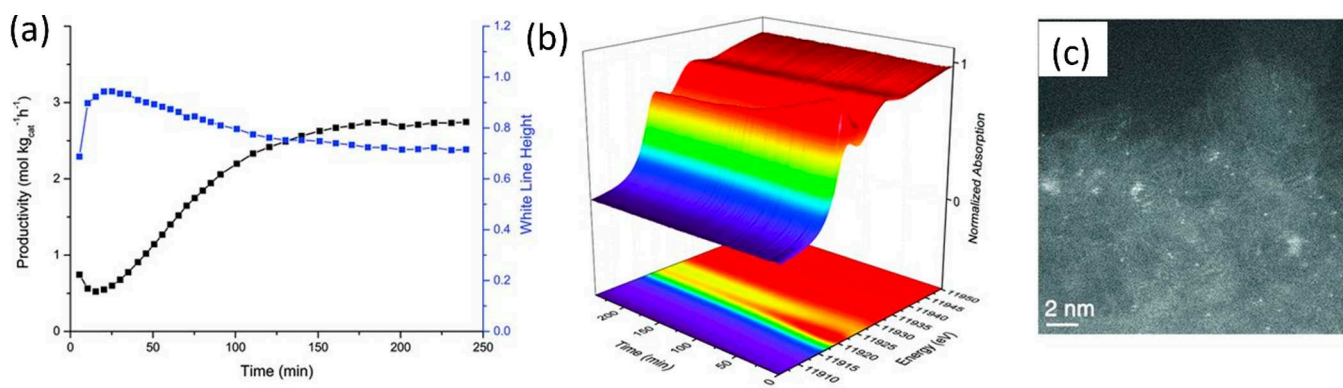 (a)
Productivity (mol kgcat⁻¹h⁻¹)
4
3
2
1
0
0 50 100 150 200 250
Time (min)
1.2
1.0
0.8
0.6
0.4
0.2
0.0
White Line Height
(b)
1
0
Normalized Absorption
200
150
100
50
0
Time (min)
11950
11945
11940
11935
11930
11925
11920
11915
11910
Energy (eV)
(c)
2 nm